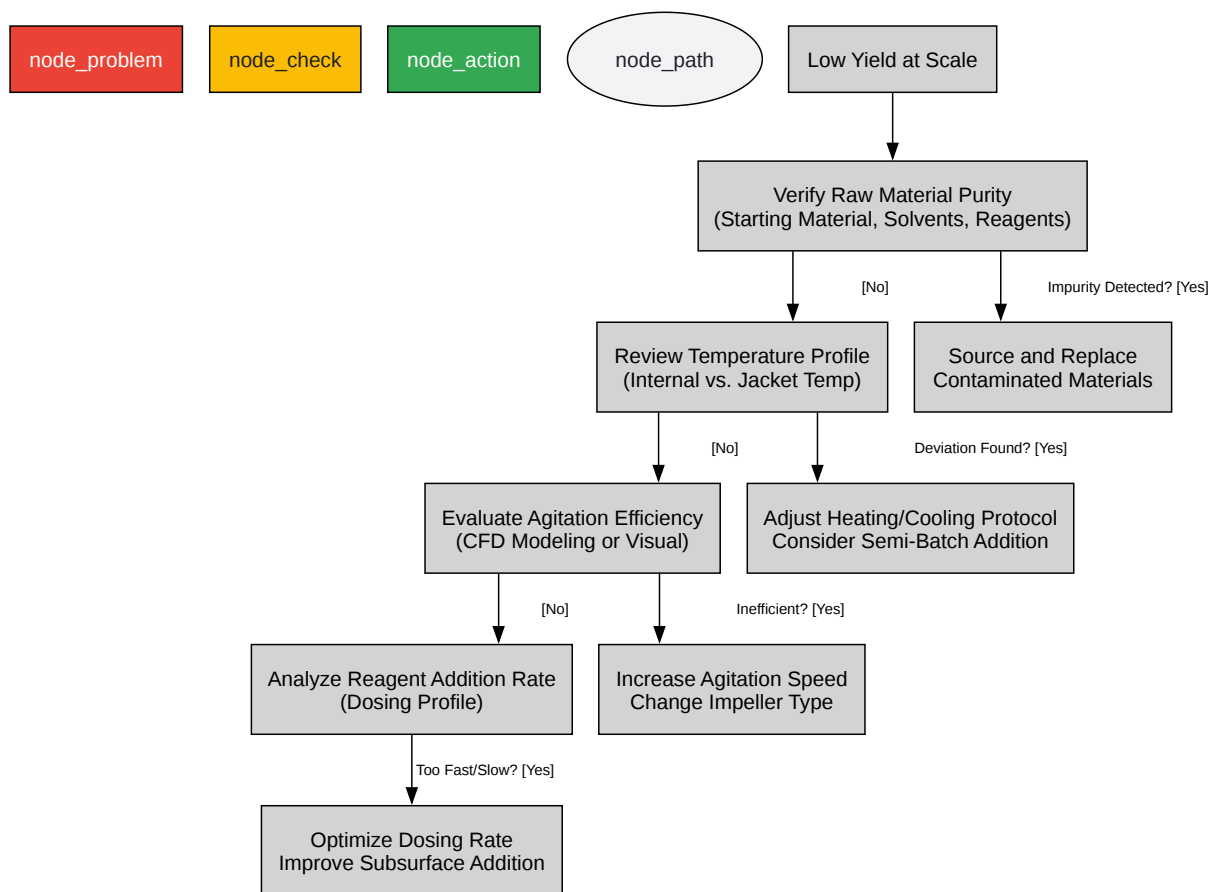 node_problem
node_check
node_action
node_path
Low Yield at Scale
Verify Raw Material Purity
(Starting Material, Solvents, Reagents)
[No]
Impurity Detected? [Yes]
Review Temperature Profile
(Internal vs. Jacket Temp)
Source and Replace
Contaminated Materials
[No]
Deviation Found? [Yes]
Evaluate Agitation Efficiency
(CFD Modeling or Visual)
Adjust Heating/Cooling Protocol
Consider Semi-Batch Addition
[No]
Inefficient? [Yes]
Analyze Reagent Addition Rate
(Dosing Profile)
Increase Agitation Speed
Change Impeller Type
Too Fast/Slow? [Yes]
Optimize Dosing Rate
Improve Subsurface Addition